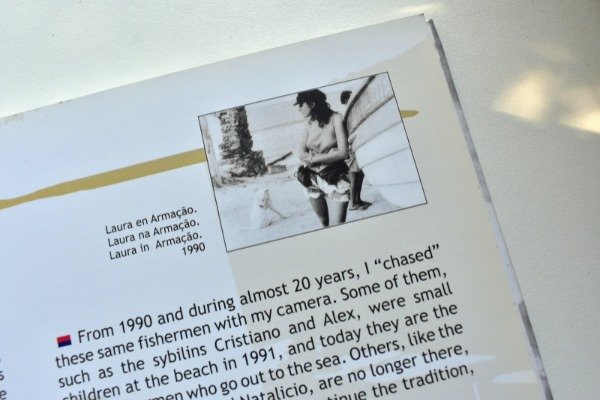 Laura en Armação.
Laura na Armação.
Laura in Armação.
1990
From 1990 and during almost 20 years, I “chased”
these same fishermen with my camera. Some of them,
such as the sybilins Cristiano and Alex, were small
children at the beach in 1991, and today they are the
men who go out to the sea. Others, like the
Natalicio, are no longer there,
the tradition,
s
e